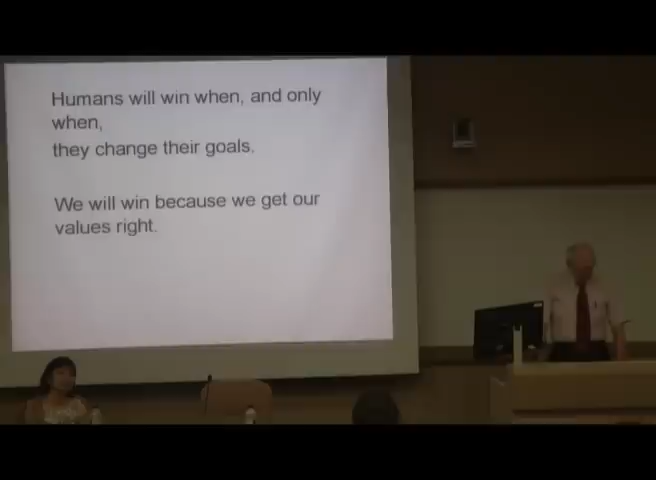 Humans will win when, and only
when,
they change their goals.
We will win because we get our
values right.